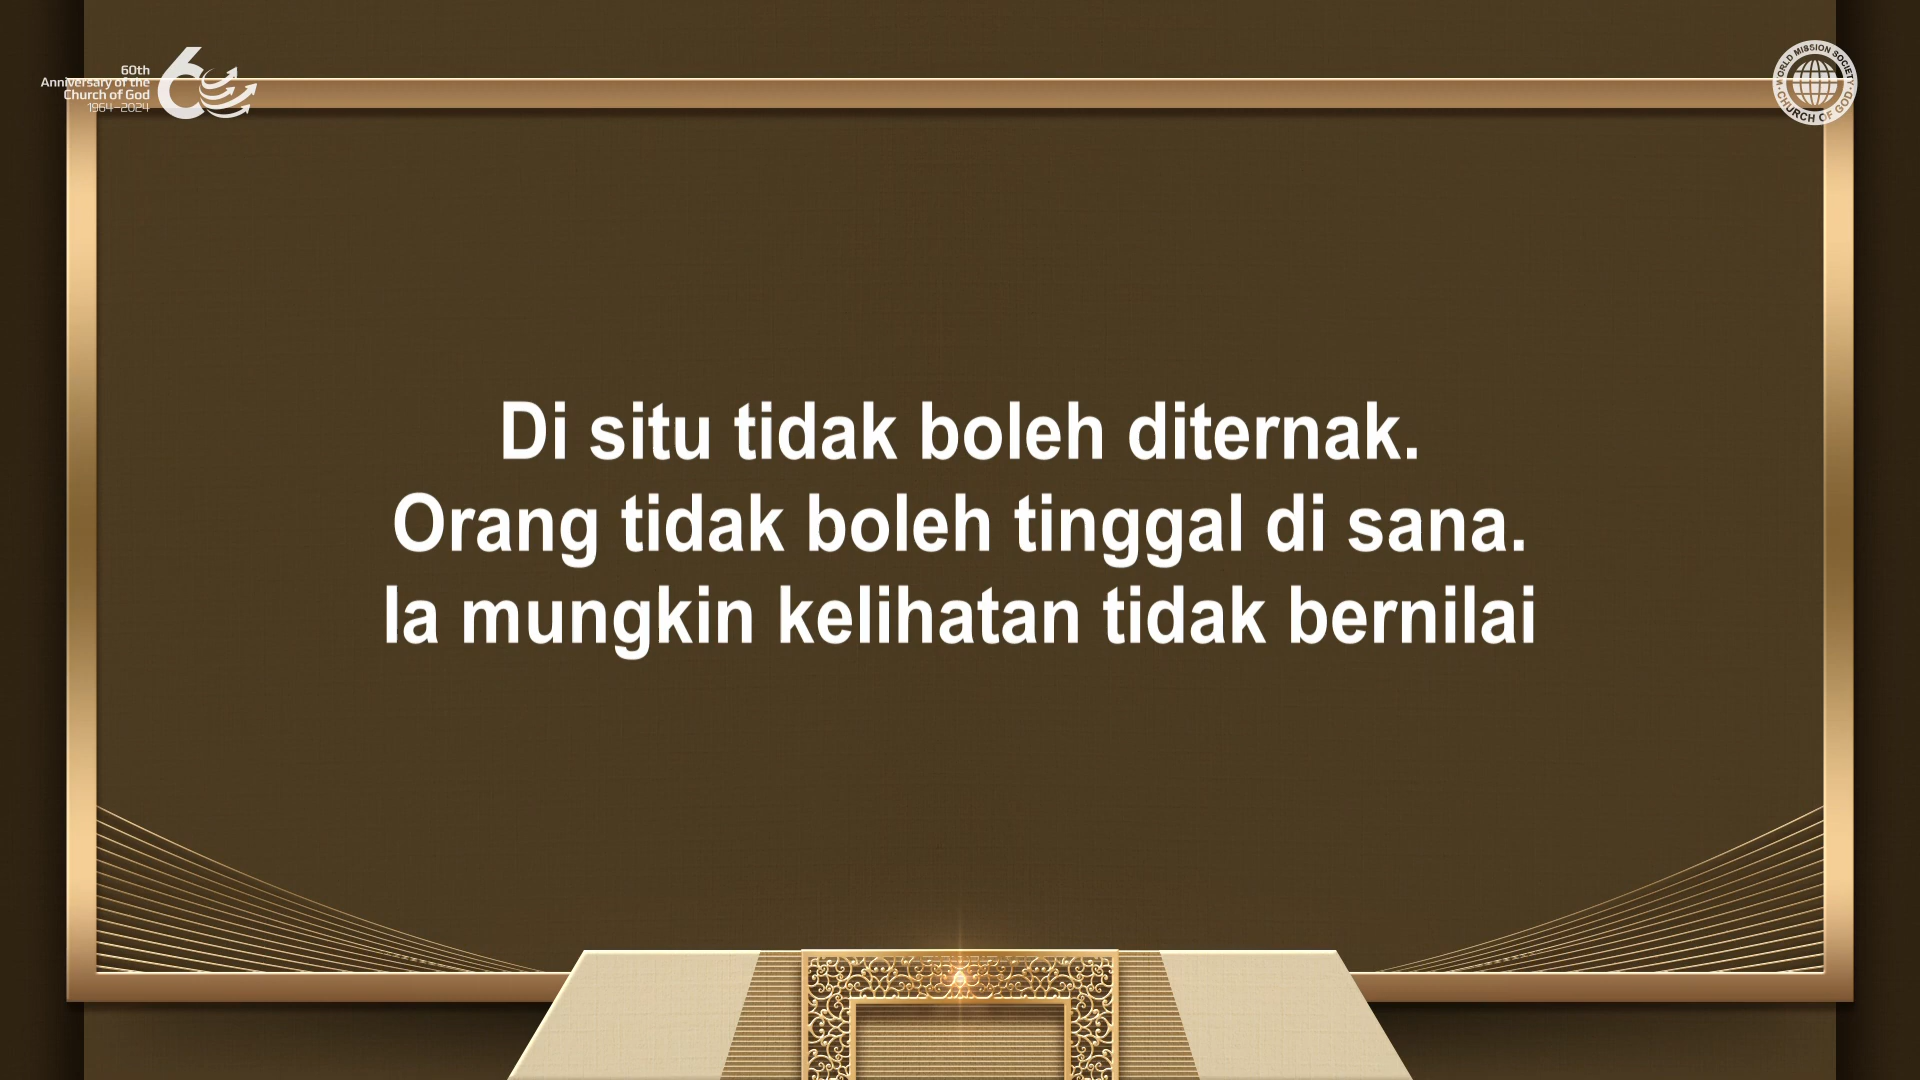 60th
Anniversary of the
Church of God
1964–2024
60
WORLD MISSION SOCIETY
CHURCH OF GOD
Di situ tidak boleh diternak.
Orang tidak boleh tinggal di sana.
Ia mungkin kelihatan tidak bernilai